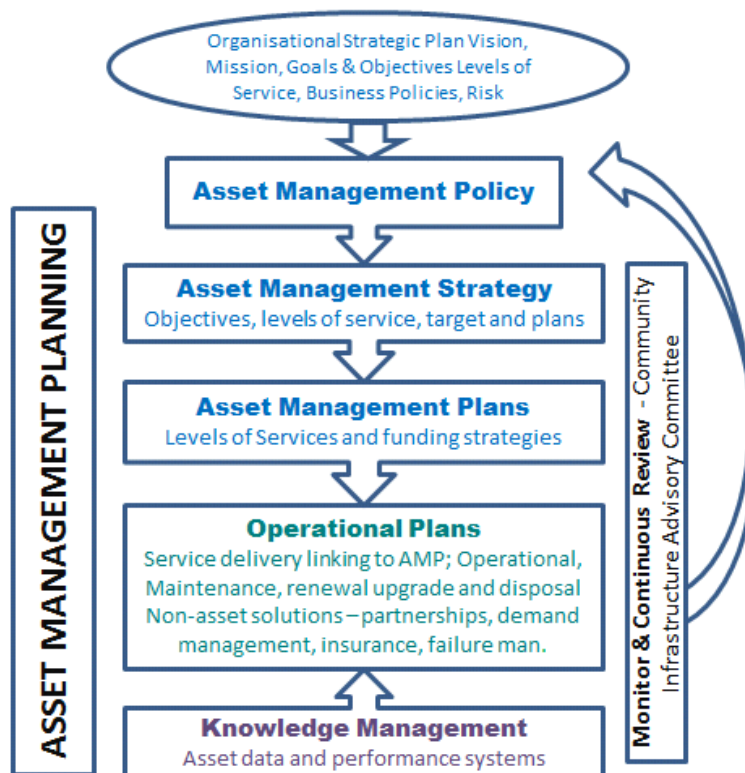 Organisational Strategic Plan Vision,
Mission, Goals & Objectives Levels of
Service, Business Policies, Risk
Asset Management Policy
ASSET MANAGEMENT PLANNING
Asset Management Strategy
Objectives, levels of service, target and plans
Asset Management Plans
Levels of Services and funding strategies
Operational Plans
Service delivery linking to AMP; Operational,
Maintenance, renewal upgrade and disposal
Non-asset solutions – partnerships, demand
management, insurance, failure man.
Knowledge Management
Asset data and performance systems
Monitor & Continuous Review - Community
Infrastructure Advisory Committee